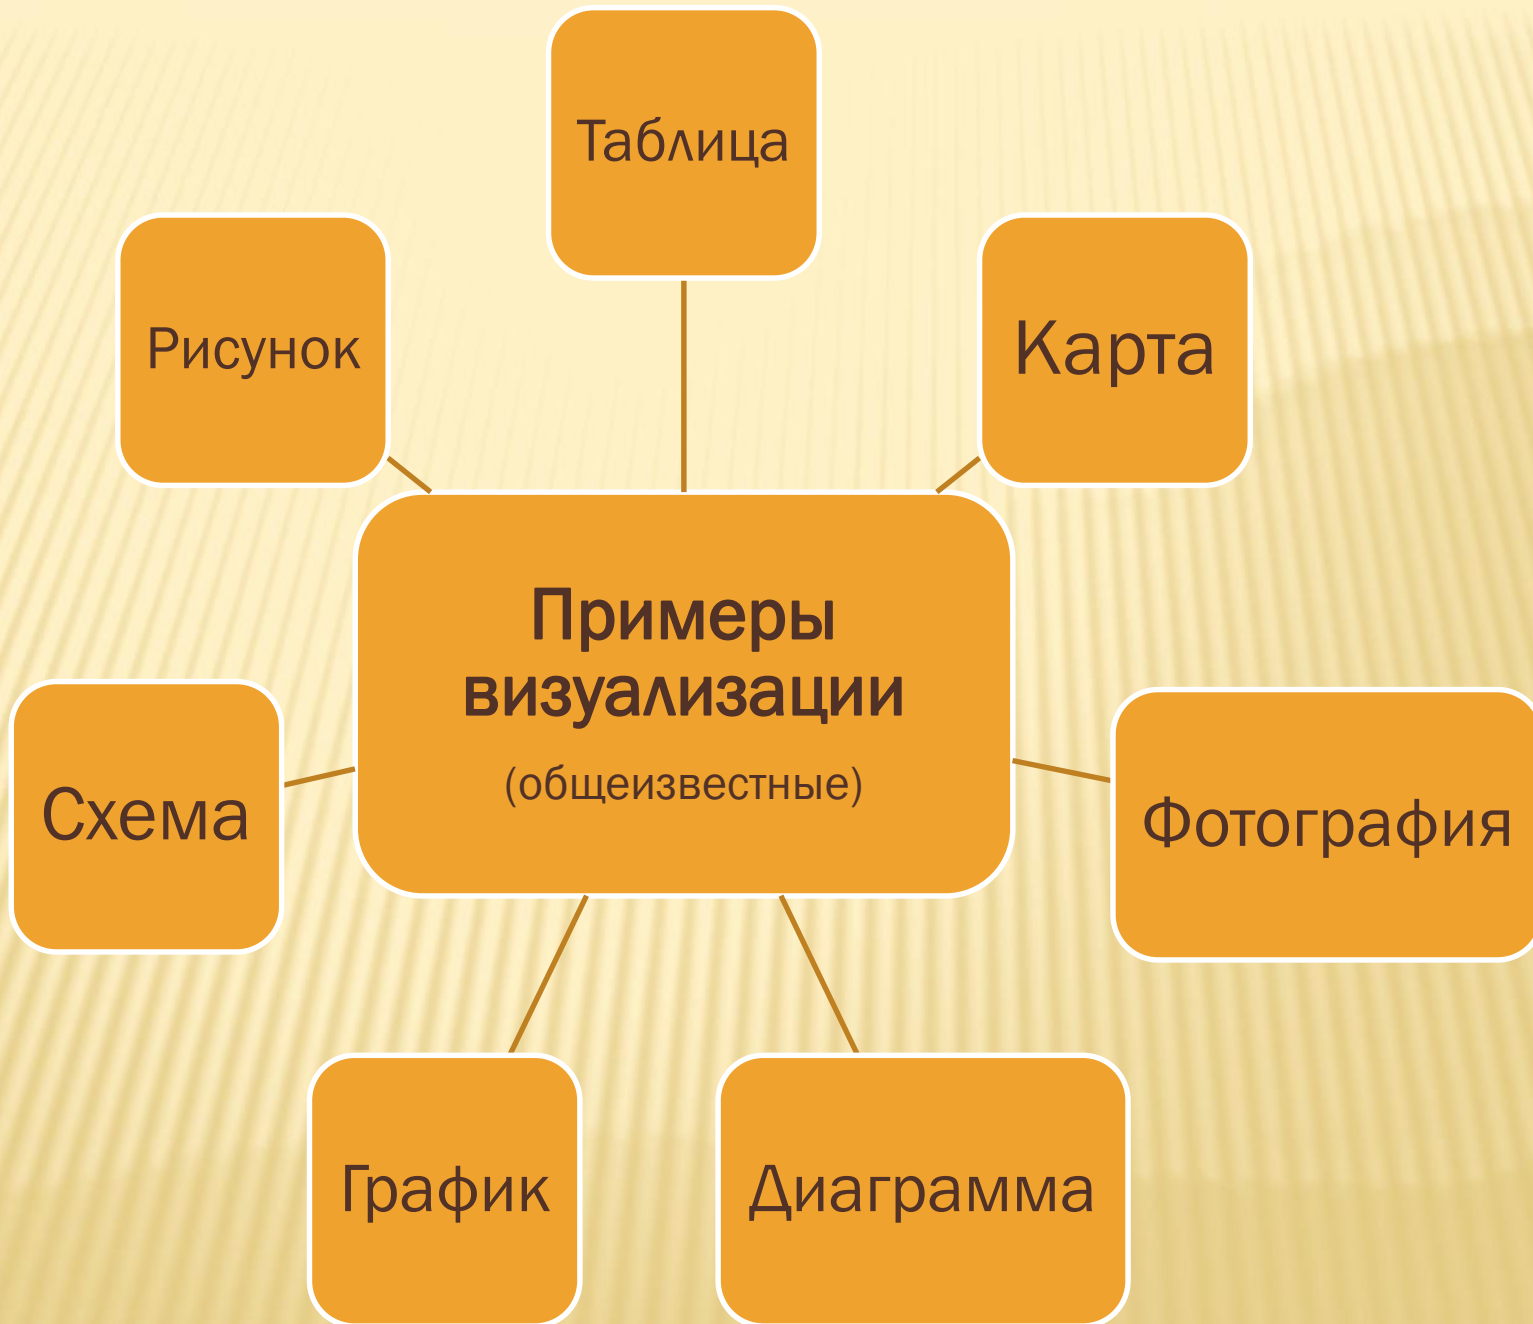 Таблица
Рисунок
Карта
Примеры
визуализации
(общеизвестные)
Схема
Фотография
График
Диаграмма